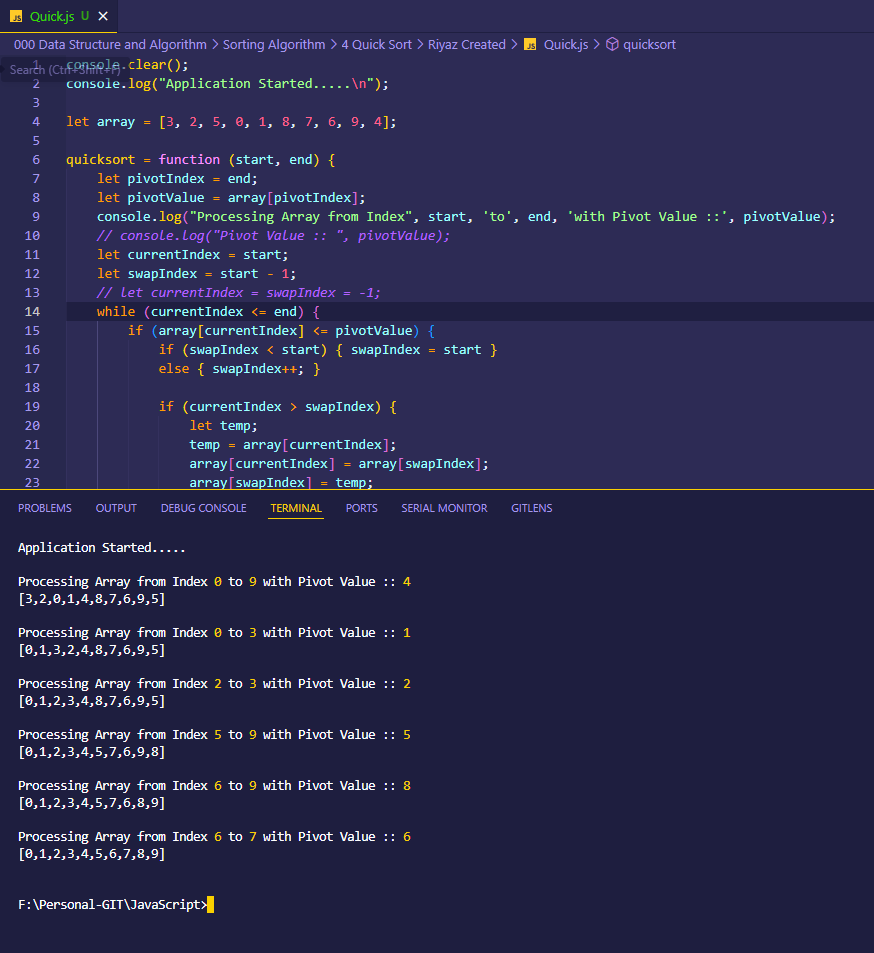 JS Quick.js U ×
000 Data Structure and Algorithm > Sorting Algorithm > 4 Quick Sort > Riyaz Created > JS Quick.js > quicksort
Search (Ctrl+Shift+F)
1 console.clear();
2 console.log("Application Started.....\n");
3
4 let array = [3, 2, 5, 0, 1, 8, 7, 6, 9, 4];
5
6 quicksort = function (start, end) {
7 let pivotIndex = end;
8 let pivotValue = array[pivotIndex];
9 console.log("Processing Array from Index", start, 'to', end, 'with Pivot Value ::', pivotValue);
10 // console.log("Pivot Value :: ", pivotValue);
11 let currentIndex = start;
12 let swapIndex = start - 1;
13 // let currentIndex = swapIndex = -1;
14 while (currentIndex <= end) {
15 if (array[currentIndex] <= pivotValue) {
16 if (swapIndex < start) { swapIndex = start }
17 else { swapIndex++; }
18
19 if (currentIndex > swapIndex) {
20 let temp;
21 temp = array[currentIndex];
22 array[currentIndex] = array[swapIndex];
23 array[swapIndex] = temp;
PROBLEMS OUTPUT DEBUG CONSOLE TERMINAL PORTS SERIAL MONITOR GITLENS
Application Started.....
Processing Array from Index 0 to 9 with Pivot Value :: 4
[3,2,0,1,4,8,7,6,9,5]
Processing Array from Index 0 to 3 with Pivot Value :: 1
[0,1,3,2,4,8,7,6,9,5]
Processing Array from Index 2 to 3 with Pivot Value :: 2
[0,1,2,3,4,8,7,6,9,5]
Processing Array from Index 5 to 9 with Pivot Value :: 5
[0,1,2,3,4,5,7,6,9,8]
Processing Array from Index 6 to 9 with Pivot Value :: 8
[0,1,2,3,4,5,7,6,8,9]
Processing Array from Index 6 to 7 with Pivot Value :: 6
[0,1,2,3,4,5,6,7,8,9]
F:\Personal-GIT\JavaScript>